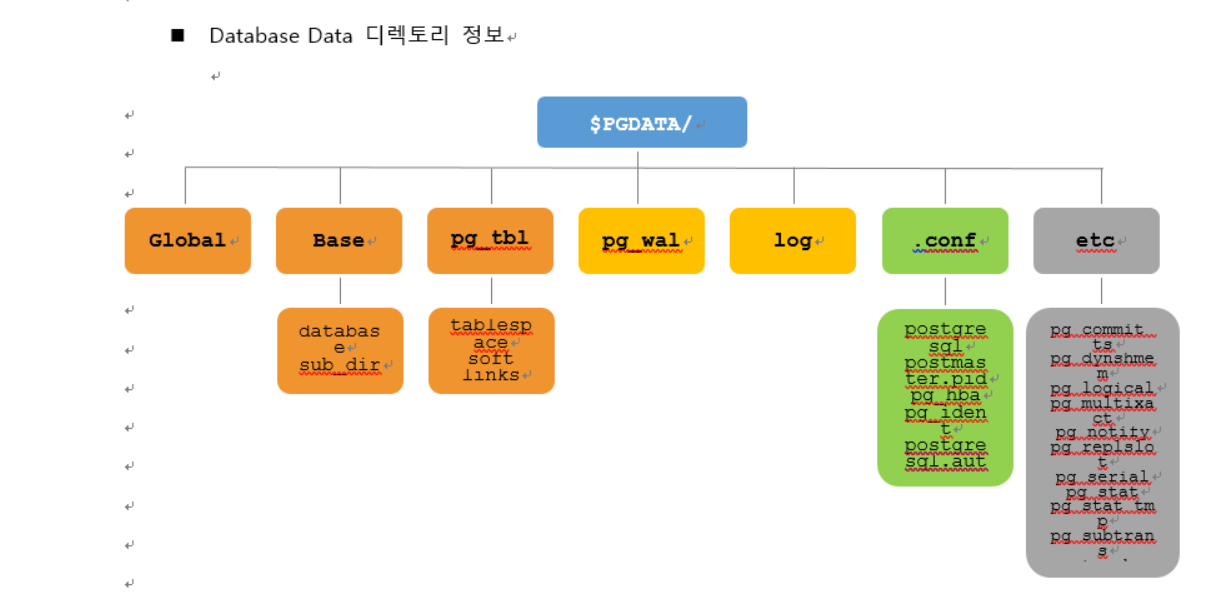 ■ Database Data 디렉토리 정보
$PGDATA/
Global
Base
pg_tbl
pg_wal
log
.conf
etc
databas
e
sub_dir
tablesp
ace
soft
links
postgre
sql
postmas
ter.pid
pg_hba
pg_iden
t
postgre
sql.aut
pg_commit_
ts
pg_dynshme
m
pg_logical
pg_multixa
ct
pg_notify
pg_replslo
t
pg_serial
pg_stat
pg_stat_tm
p
pg_subtran
s